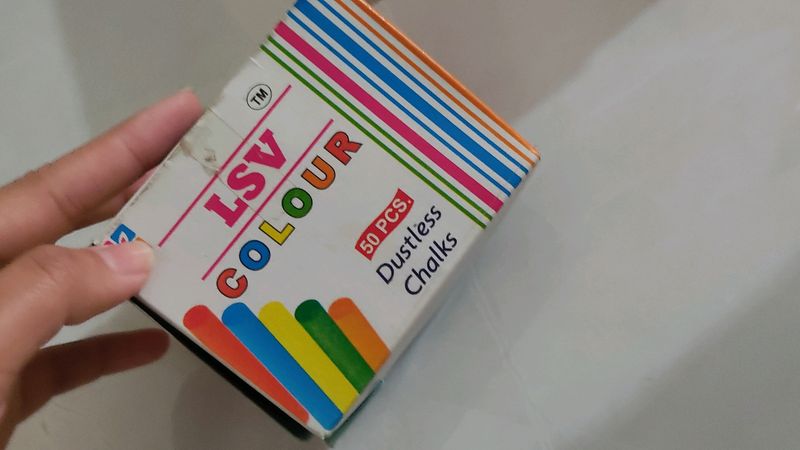 TM
LSV
COLOUR
50 PCS.
Dustless
Chalks